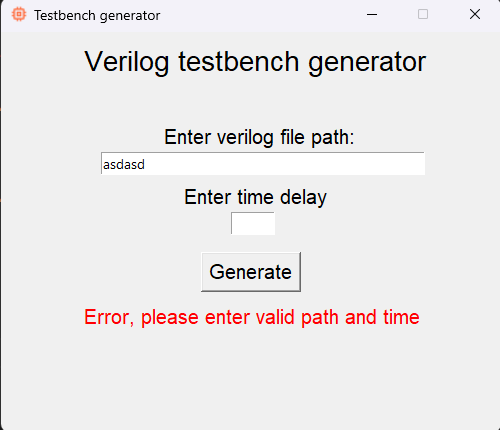 Testbench generator
Verilog testbench generator
Enter verilog file path:
asdasd
Enter time delay
Generate
Error, please enter valid path and time